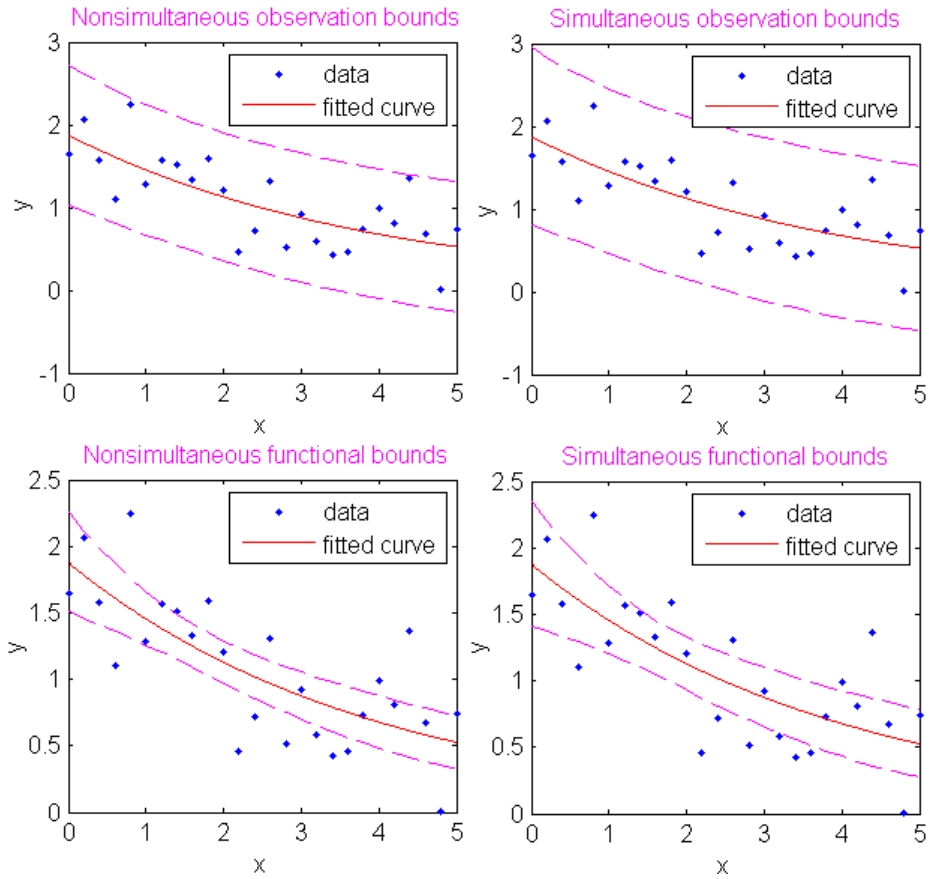 Nonsimultaneous observation bounds
3
2
1
0
-1
y
data
fitted curve
0 1 2 3 4 5
x
Simultaneous observation bounds
3
2
1
0
-1
y
data
fitted curve
0 1 2 3 4 5
x
Nonsimultaneous functional bounds
2.5
2
1.5
1
0.5
0
y
data
fitted curve
0 1 2 3 4 5
x
Simultaneous functional bounds
2.5
2
1.5
1
0.5
0
y
data
fitted curve
0 1 2 3 4 5
x